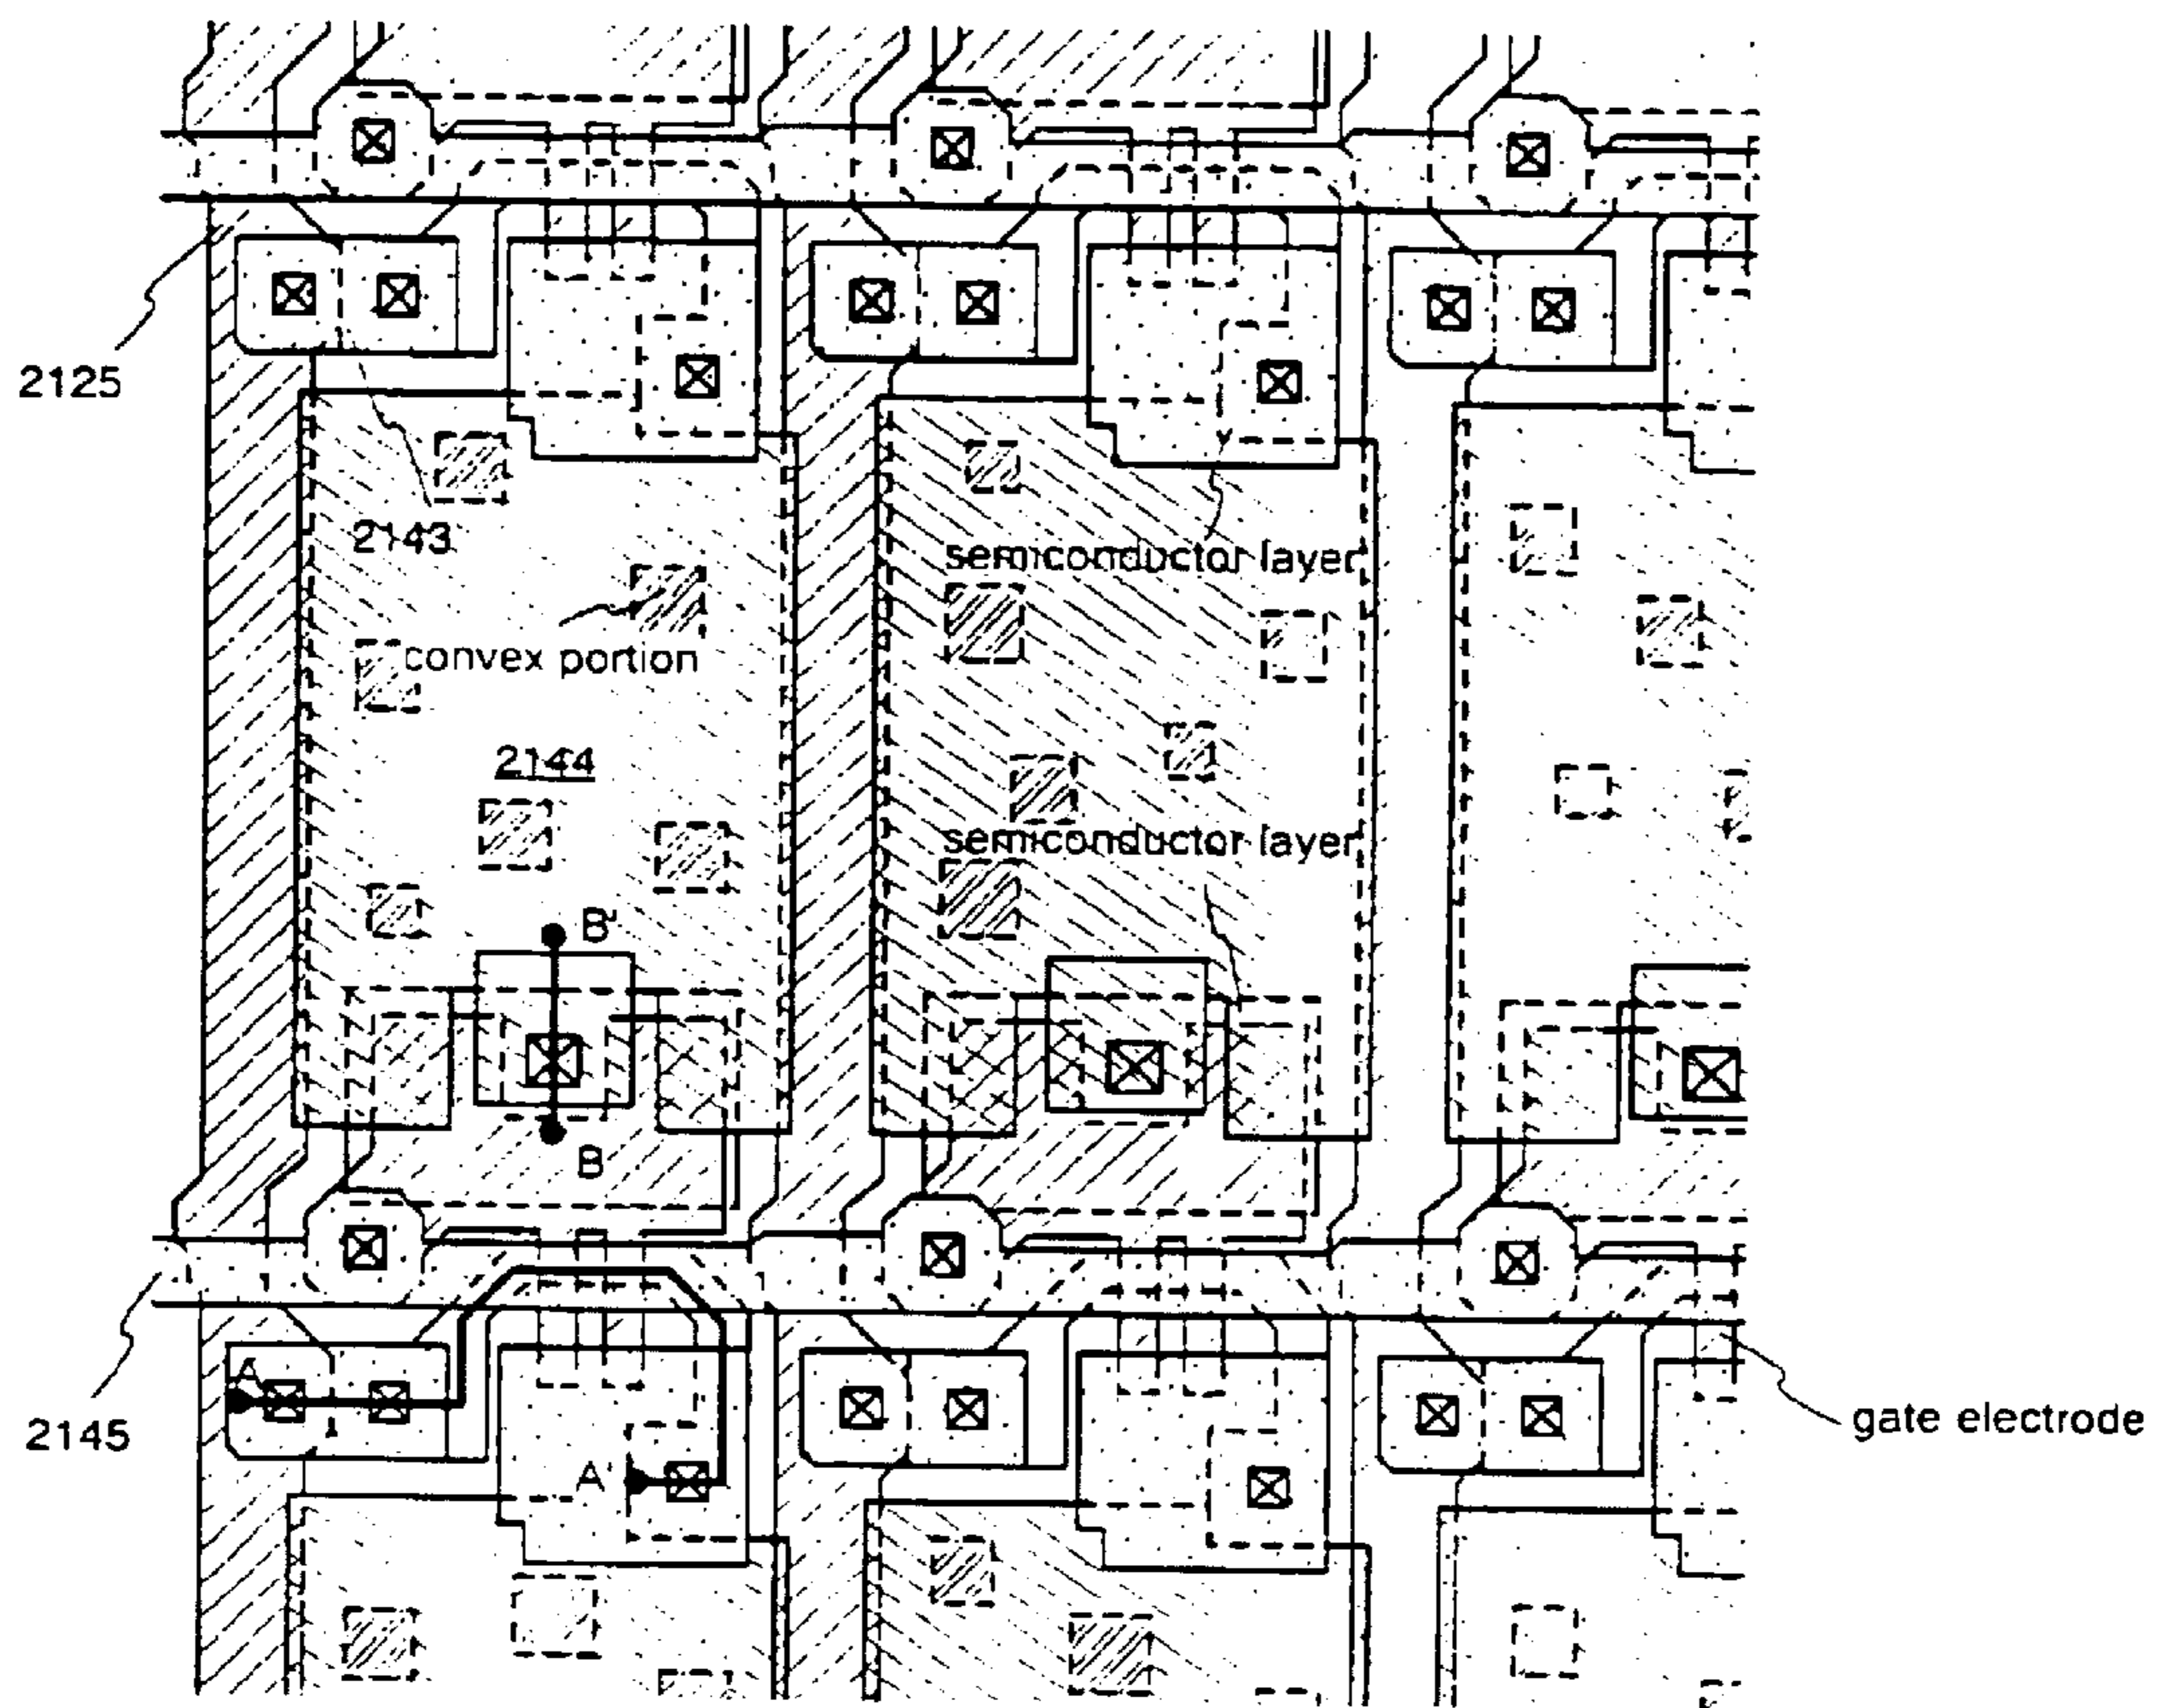 2125
2143
semiconductor layer
convex portion
2144
semiconductor layer
B'
B
2145
A
A'
gate electrode